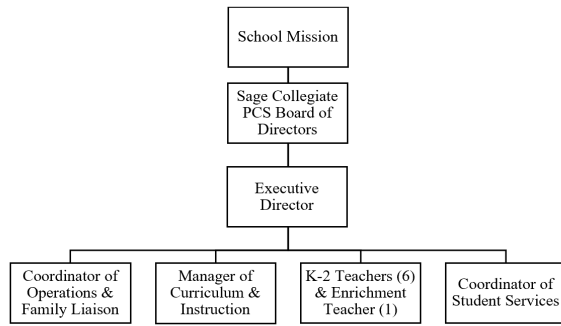 School Mission
Sage Collegiate
PCS Board of
Directors
Executive
Director
Coordinator of
Operations &
Family Liaison
Manager of
Curriculum &
Instruction
K-2 Teachers (6)
& Enrichment
Teacher (1)
Coordinator of
Student Services